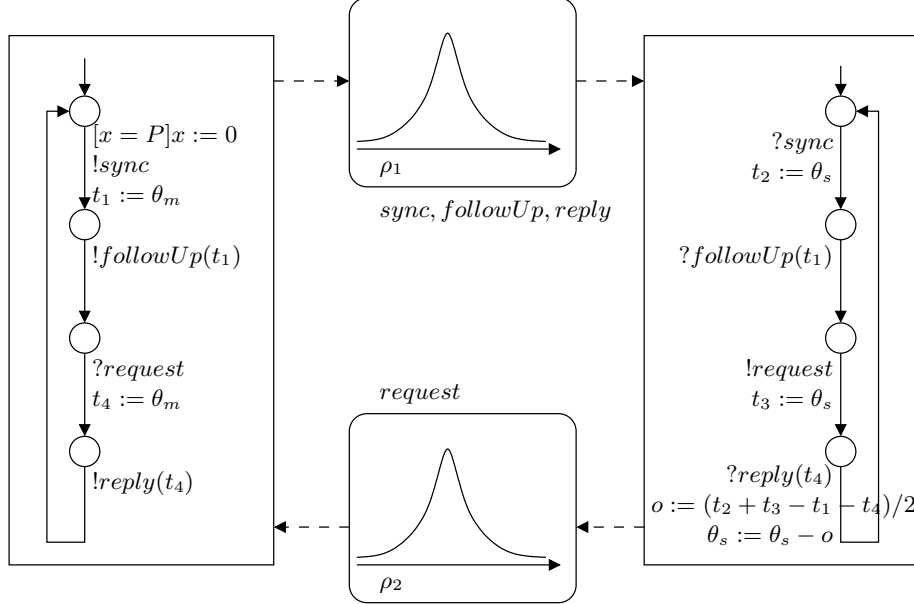 [x = P]x := 0
!sync
t₁ := θₘ
!followUp(t₁)
?request
t₄ := θₘ
!reply(t₄)
ρ₁
sync, followUp, reply
request
ρ₂
?sync
t₂ := θₛ
?followUp(t₁)
!request
t₃ := θₛ
?reply(t₄)
o := (t₂ + t₃ − t₁ − t₄)/2
θₛ := θₛ − o